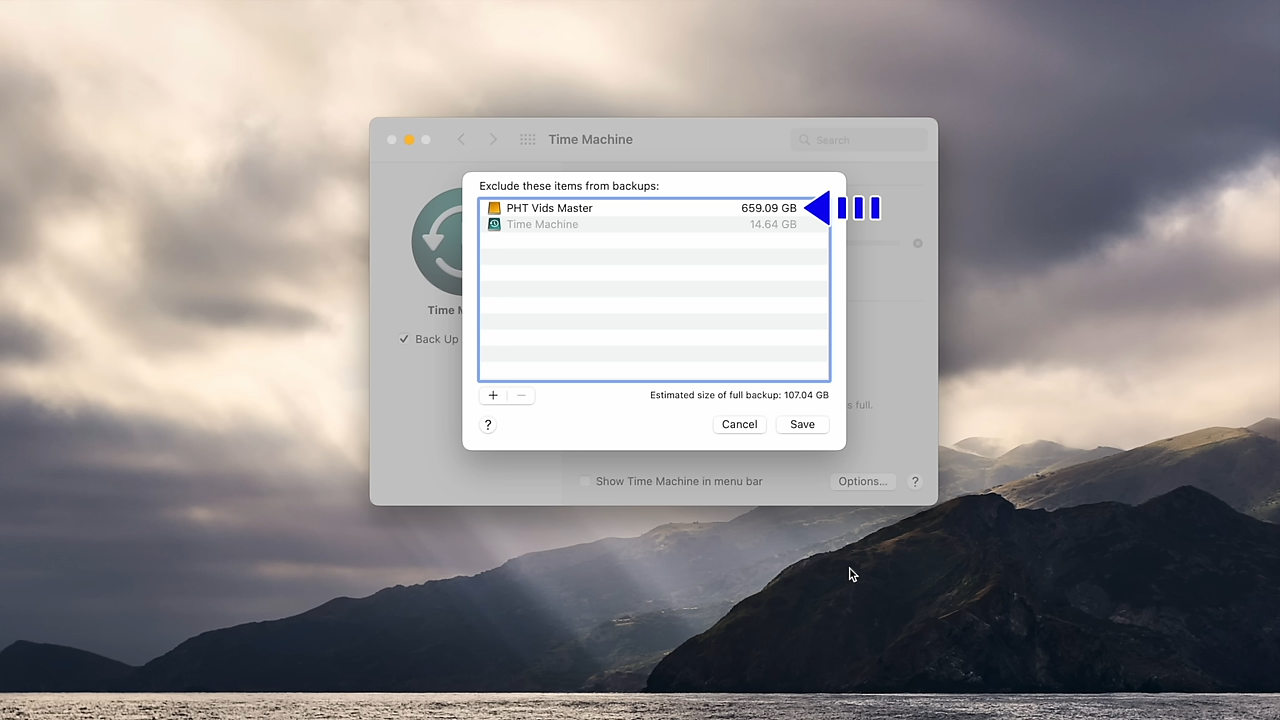 Time Machine
Search
Exclude these items from backups:
PHT Vids Master 659.09 GB
Time Machine 14.64 GB
Time M
Back Up
+ −
Estimated size of full backup: 107.04 GB
s full.
? Cancel Save
Show Time Machine in menu bar Options... ?